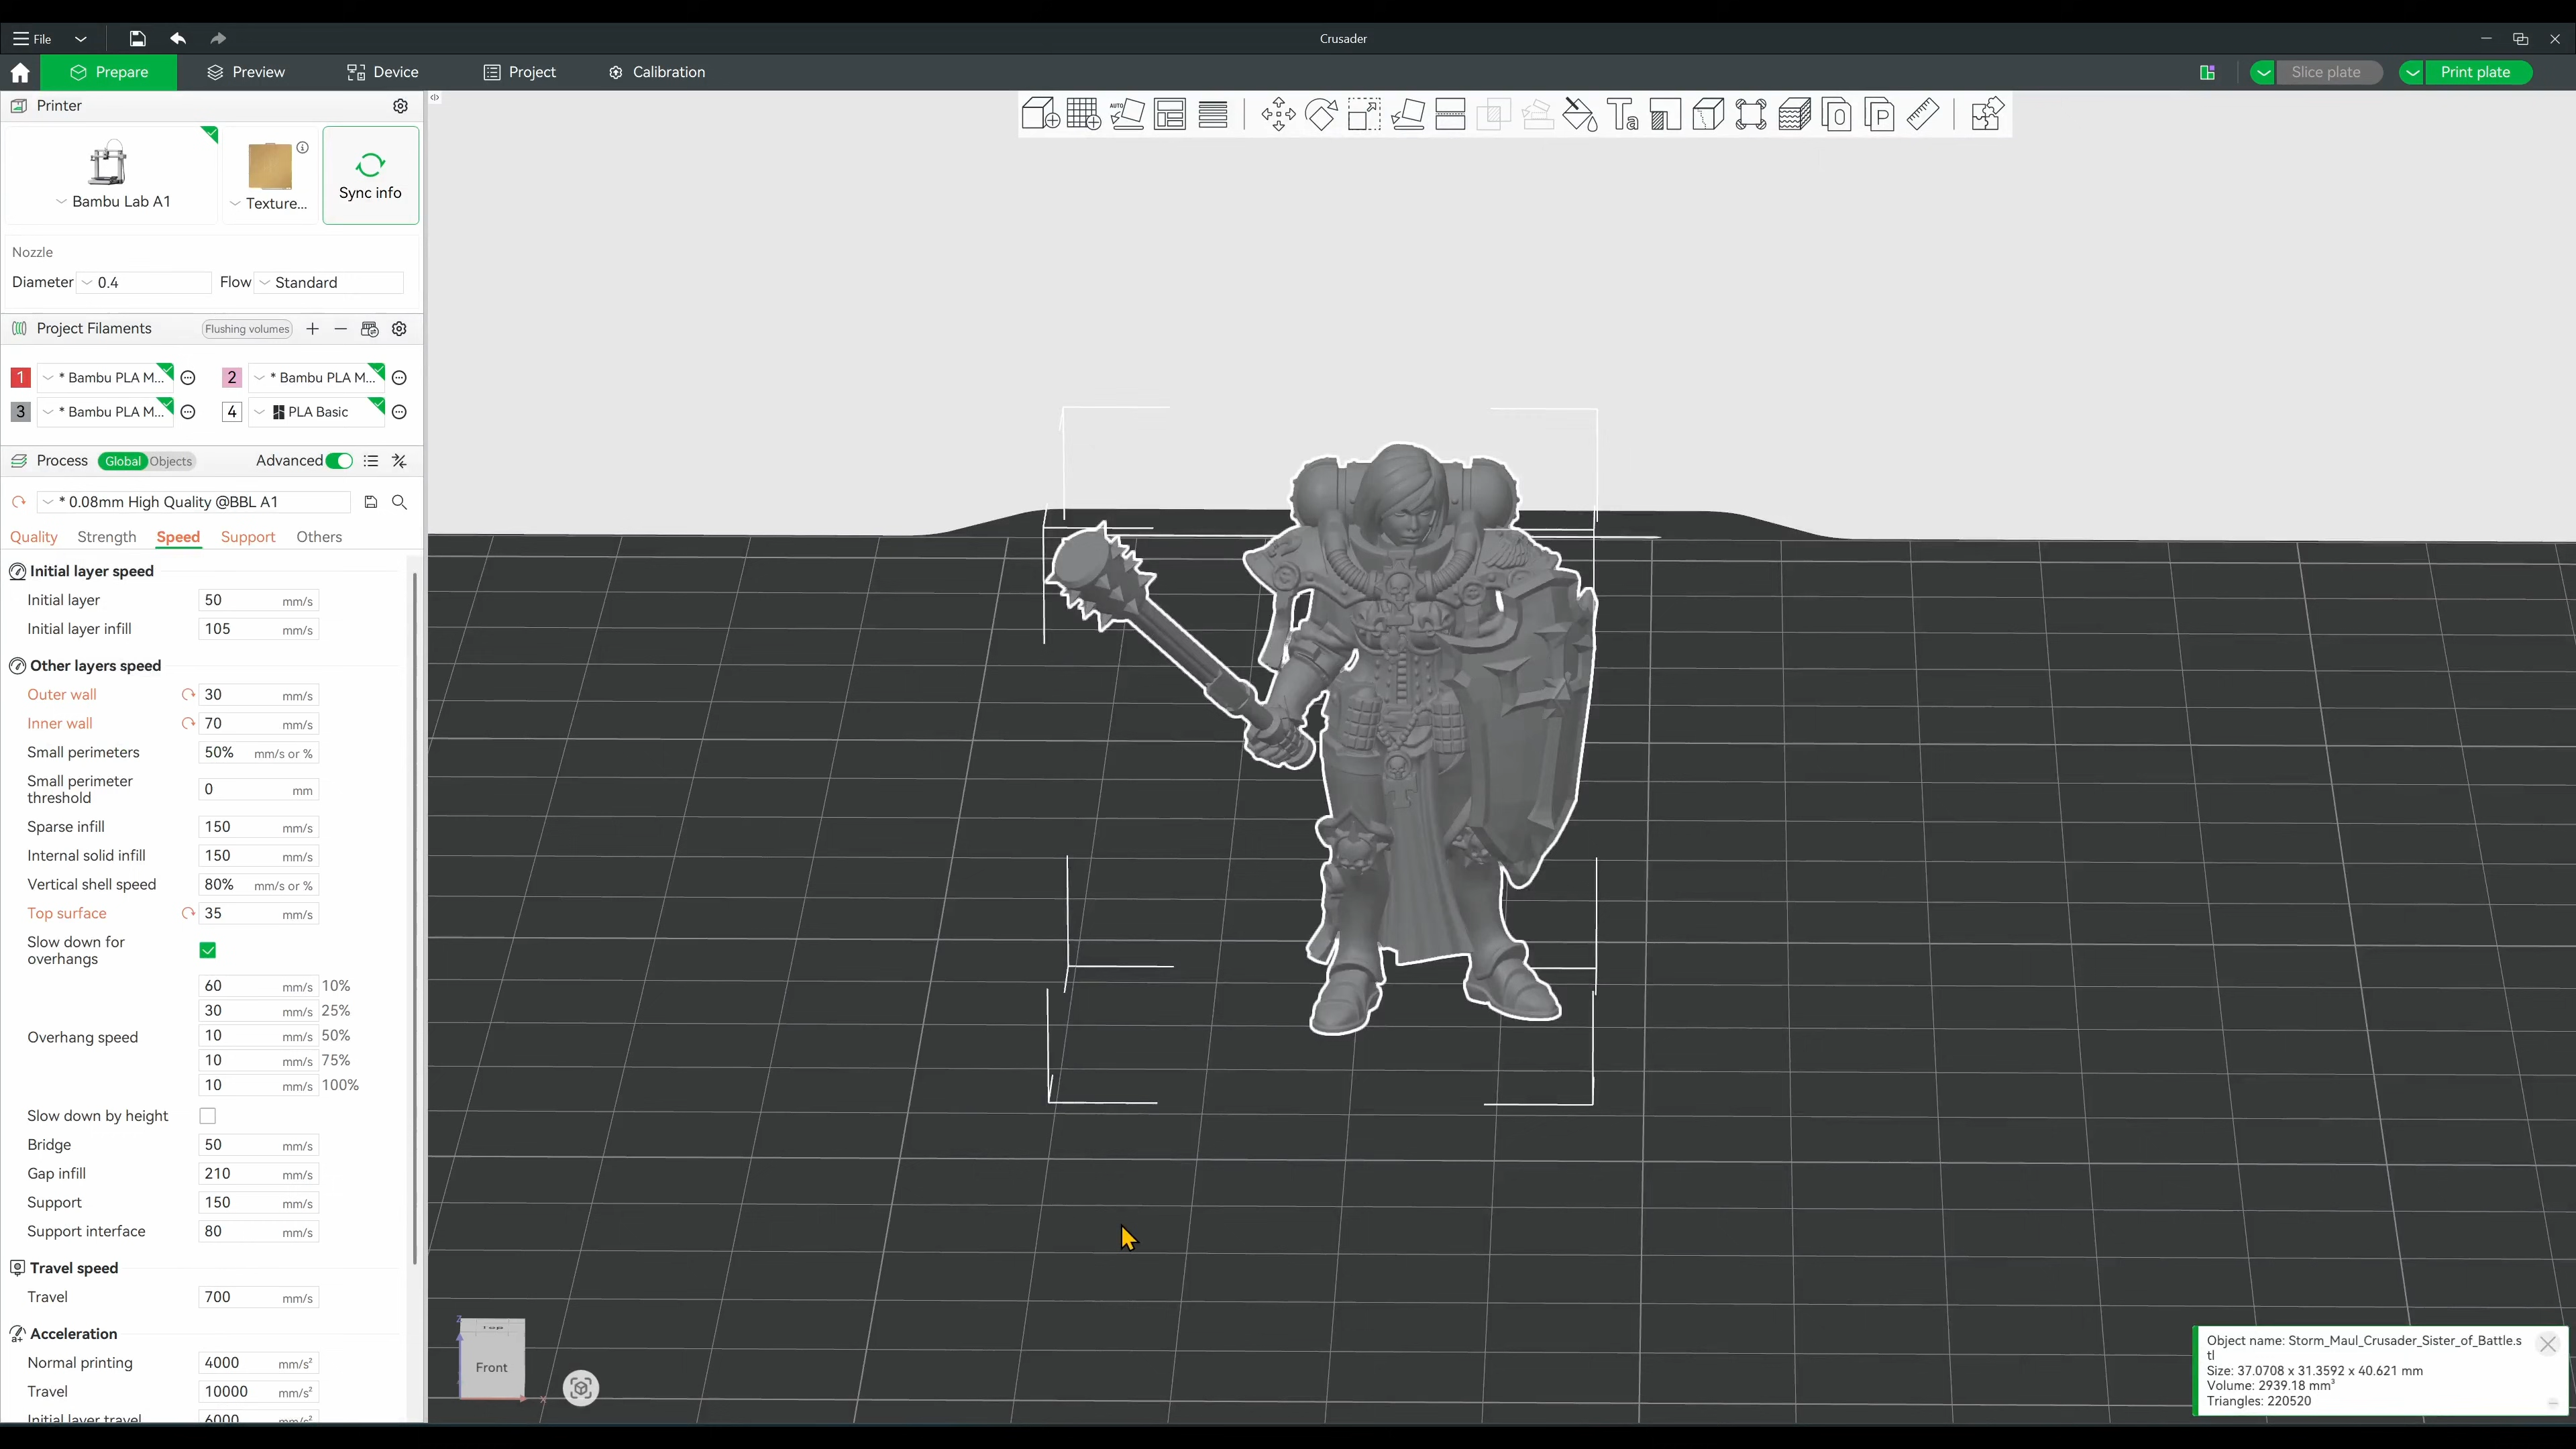 File
Crusader
Prepare
Preview
Device
Project
Calibration
Slice plate
Print plate
Printer
Bambu Lab A1
Texture...
Sync info
Nozzle
Diameter 0.4 Flow Standard
Project Filaments Flushing volumes
1 * Bambu PLA M... 2 * Bambu PLA M...
3 * Bambu PLA M... 4 PLA Basic
Process Global Objects Advanced
* 0.08mm High Quality @BBL A1
Quality Strength Speed Support Others
Initial layer speed
Initial layer 50 mm/s
Initial layer infill 105 mm/s
Other layers speed
Outer wall 30 mm/s
Inner wall 70 mm/s
Small perimeters 50% mm/s or %
Small perimeter
threshold 0 mm
Sparse infill 150 mm/s
Internal solid infill 150 mm/s
Vertical shell speed 80% mm/s or %
Top surface 35 mm/s
Slow down for
overhangs
60 mm/s 10%
30 mm/s 25%
Overhang speed 10 mm/s 50%
10 mm/s 75%
10 mm/s 100%
Slow down by height
Bridge 50 mm/s
Gap infill 210 mm/s
Support 150 mm/s
Support interface 80 mm/s
Travel speed
Travel 700 mm/s
Acceleration
Normal printing 4000 mm/s²
Travel 10000 mm/s²
Initial layer travel 6000 mm/s²
AUTO
Ta
O
P
Front
Z
X
Object name: Storm_Maul_Crusader_Sister_of_Battle.s
tl
Size: 37.0708 x 31.3592 x 40.621 mm
Volume: 2939.18 mm³
Triangles: 220520